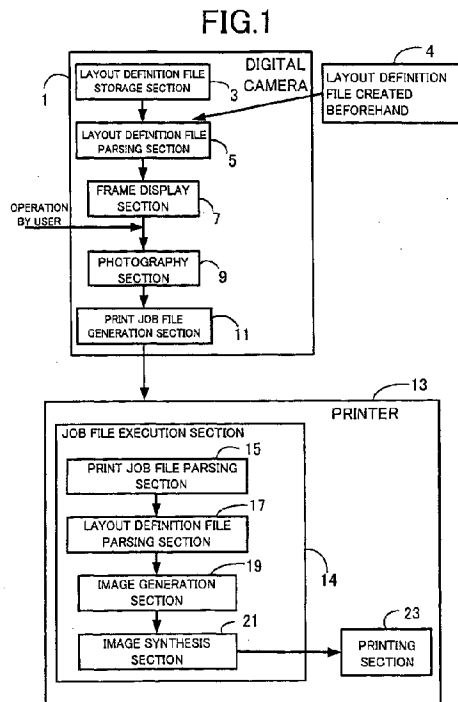 FIG.1
DIGITAL
CAMERA
1
LAYOUT DEFINITION FILE
STORAGE SECTION
3
4
LAYOUT DEFINITION
FILE CREATED
BEFOREHAND
LAYOUT DEFINITION FILE
PARSING SECTION
5
FRAME DISPLAY
SECTION
7
OPERATION
BY USER
PHOTOGRAPHY
SECTION
9
PRINT JOB FILE
GENERATION SECTION
11
13
PRINTER
JOB FILE EXECUTION SECTION
15
PRINT JOB FILE PARSING
SECTION
17
LAYOUT DEFINITION FILE
PARSING SECTION
19
IMAGE GENERATION
SECTION
14
21
IMAGE SYNTHESIS
SECTION
23
PRINTING
SECTION